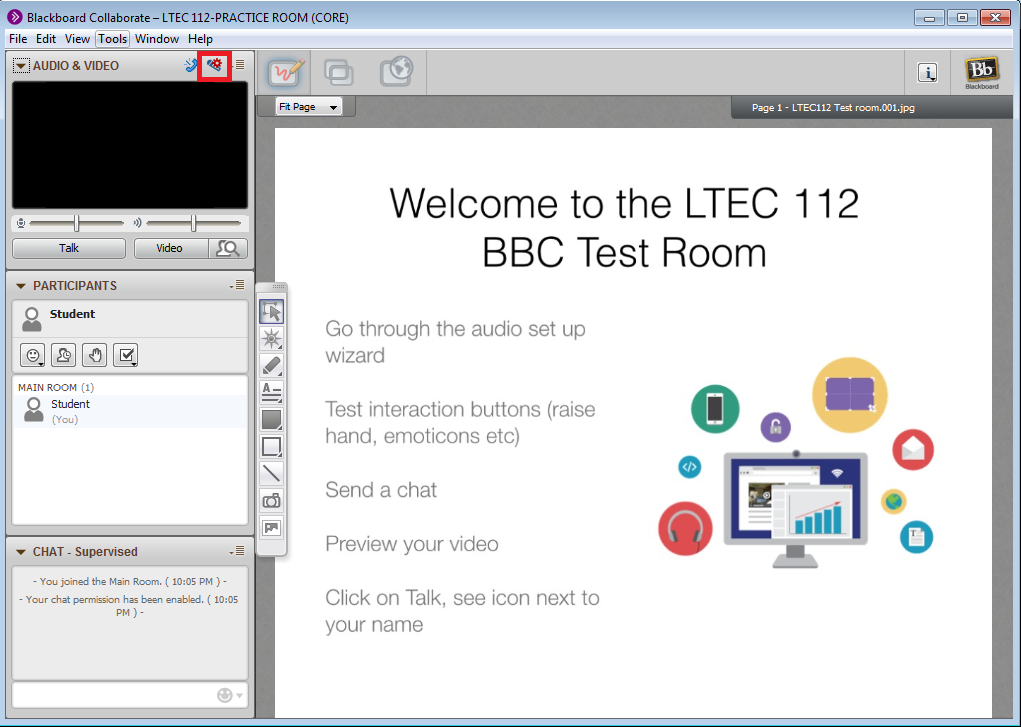 Blackboard Collaborate – LTEC 112-PRACTICE ROOM (CORE)
File Edit View Tools Window Help
AUDIO & VIDEO
Talk
Video
PARTICIPANTS
Student
MAIN ROOM (1)
Student
(You)
CHAT - Supervised
- You joined the Main Room. ( 10:05 PM ) -
- Your chat permission has been enabled. ( 10:05
PM ) -
i
Bb
Blackboard
Fit Page
Page 1 - LTEC112 Test room.001.jpg
A
Welcome to the LTEC 112
BBC Test Room
Go through the audio set up
wizard
Test interaction buttons (raise
hand, emoticons etc)
Send a chat
Preview your video
Click on Talk, see icon next to
your name
</>
T